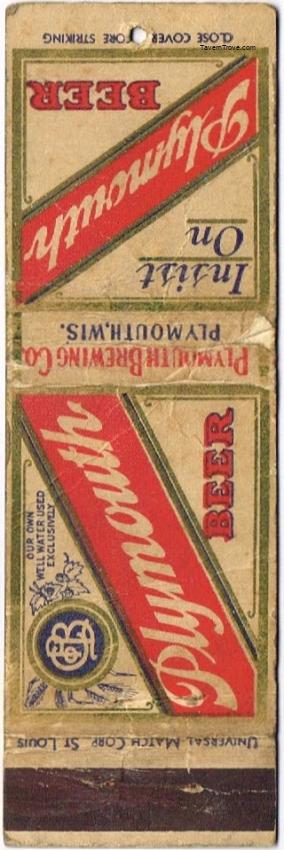 TavernTrove.com
CLOSE COVER ORE STRIKING
Insist
On
Plymouth
BEER
PLYMOUTH BREWING CO.
PLYMOUTH, WIS.
OUR OWN
WELL WATER USED
EXCLUSIVELY
Plymouth
BEER
UNIVERSAL MATCH CORP. ST LOUIS